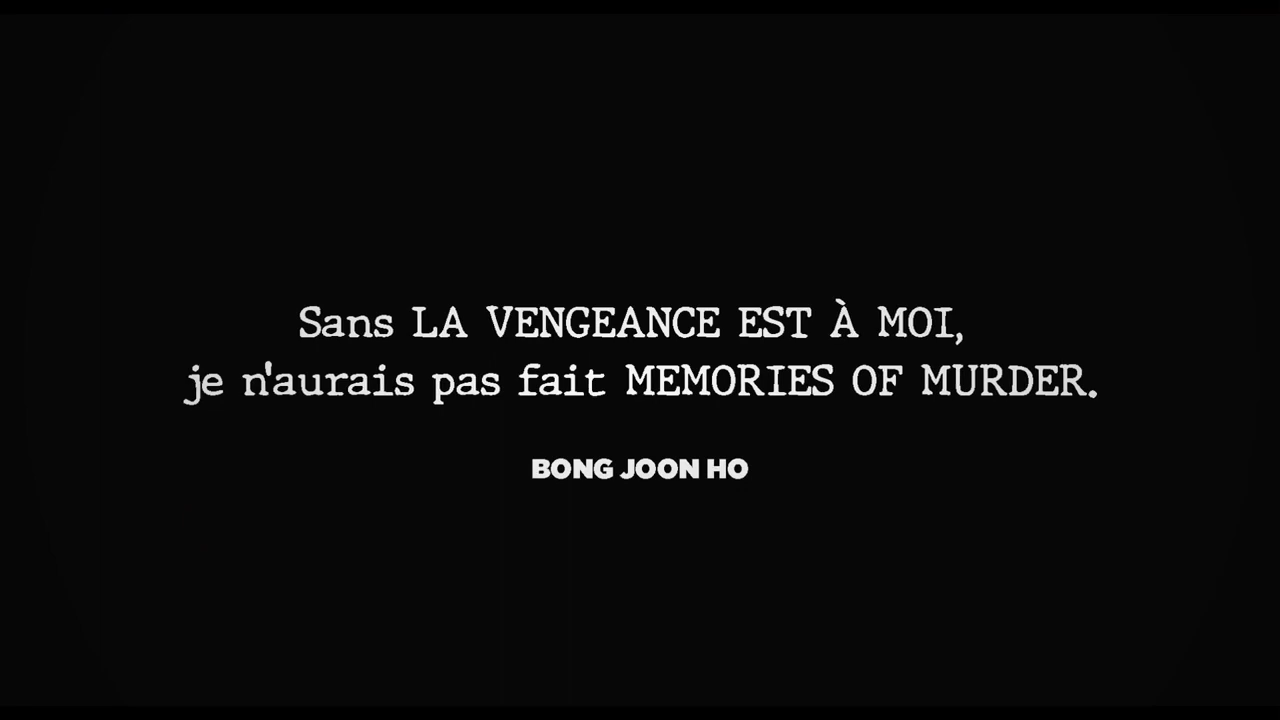 Sans LA VENGEANCE EST À MOI,
je n'aurais pas fait MEMORIES OF MURDER.
BONG JOON HO